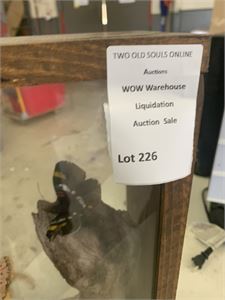 TWO OLD SOULS ONLINE
Auctions
WOW Warehouse
Liquidation
Auction Sale
Lot 226